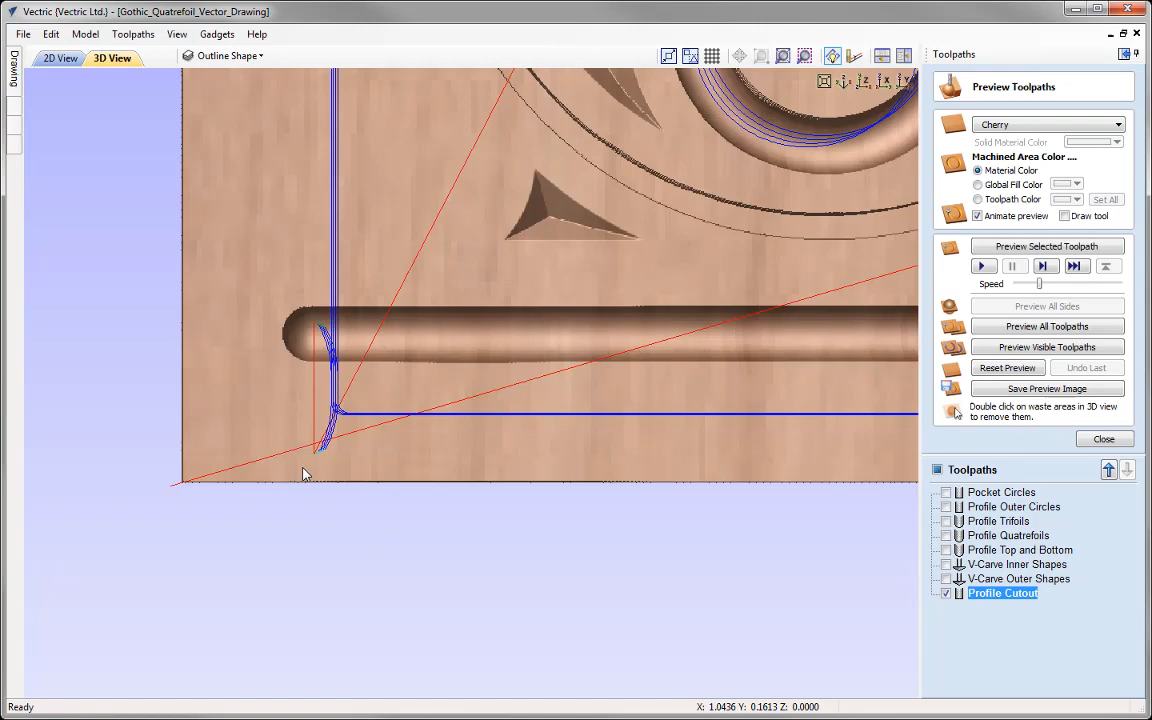 Vectric {Vectric Ltd.} - [Gothic_Quatrefoil_Vector_Drawing]
File Edit Model Toolpaths View Gadgets Help
Drawing
2D View
3D View
Outline Shape
Toolpaths
Preview Toolpaths
Cherry
Solid Material Color
Machined Area Color ....
Material Color
Global Fill Color
Toolpath Color
Set All
Animate preview
Draw tool
Preview Selected Toolpath
Speed
Preview All Sides
Preview All Toolpaths
Preview Visible Toolpaths
Reset Preview
Undo Last
Save Preview Image
Double click on waste areas in 3D view
to remove them.
Close
Toolpaths
Pocket Circles
Profile Outer Circles
Profile Trifoils
Profile Quatrefoils
Profile Top and Bottom
V-Carve Inner Shapes
V-Carve Outer Shapes
Profile Cutout
Ready
X: 1.0436 Y: 0.1613 Z: 0.0000